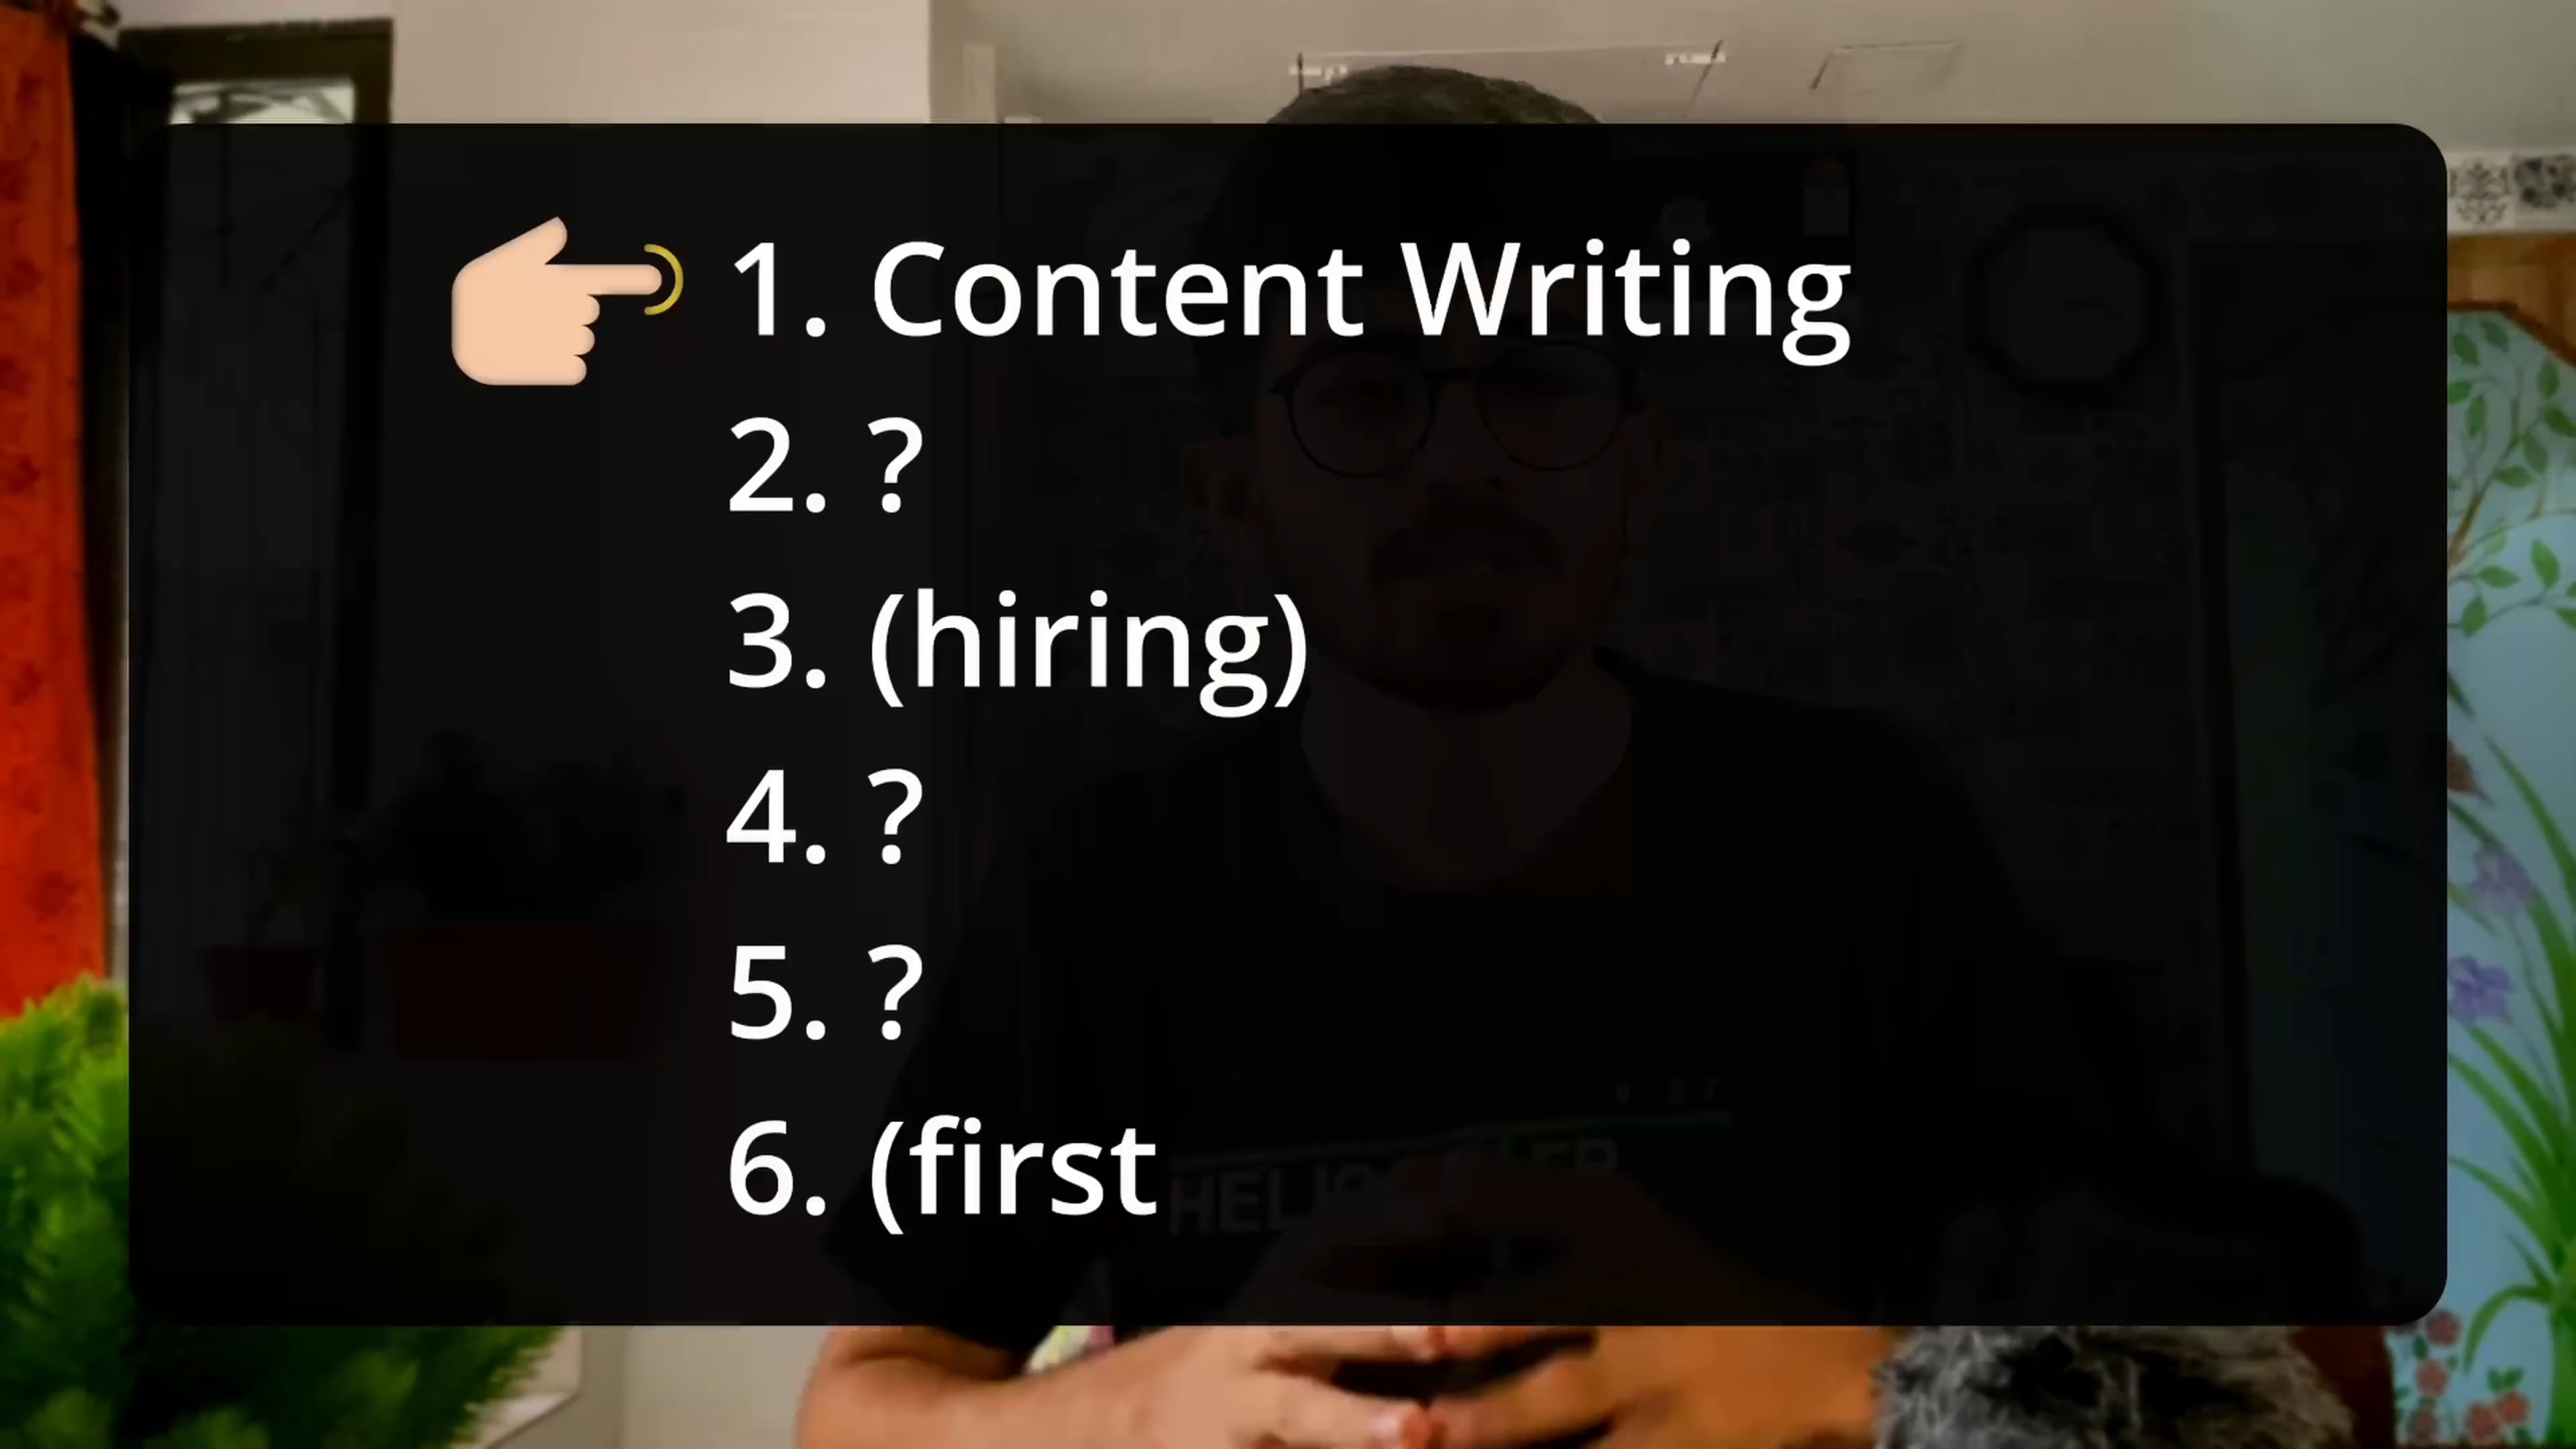 1. Content Writing
2. ?
3. (hiring)
4. ?
5. ?
6. (first